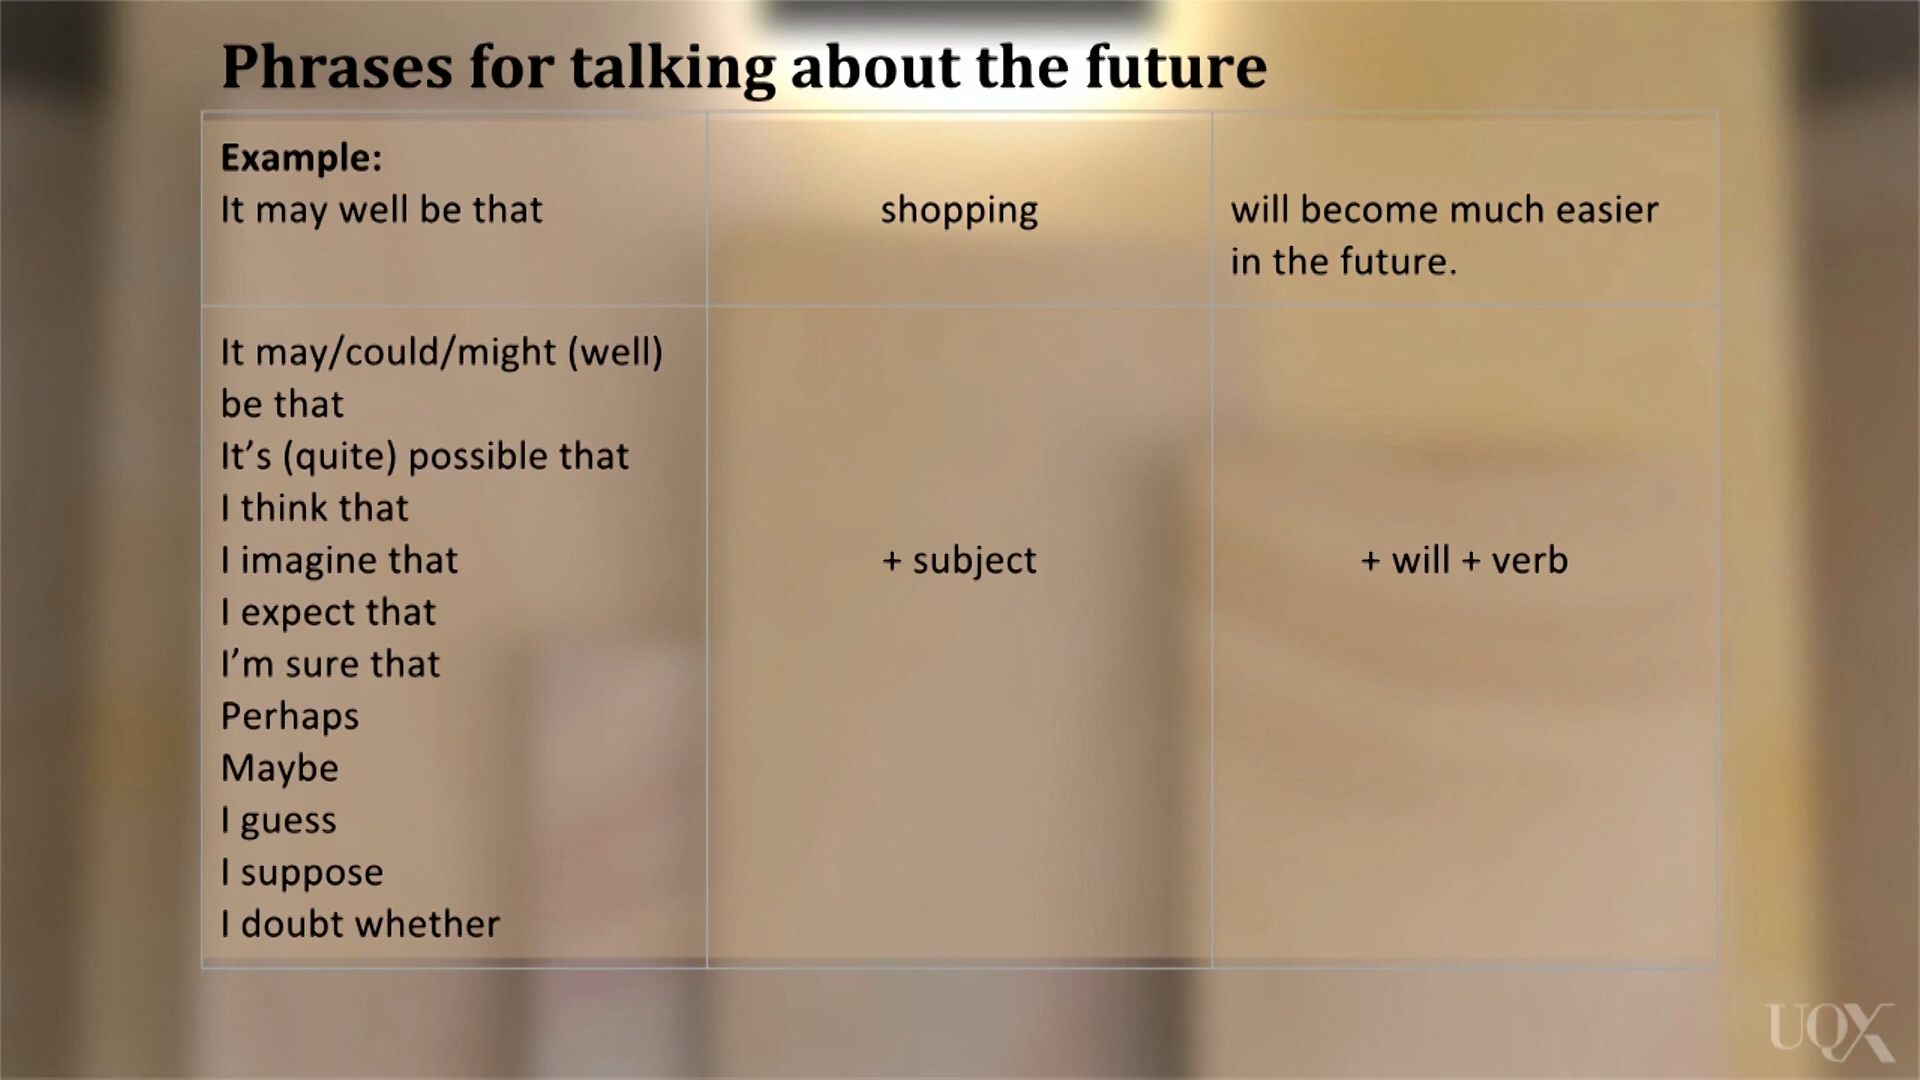 Phrases for talking about the future
Example:
It may well be that
shopping
will become much easier
in the future.
It may/could/might (well)
be that
It’s (quite) possible that
I think that
I imagine that
I expect that
I’m sure that
Perhaps
Maybe
I guess
I suppose
I doubt whether
+ subject
+ will + verb
UQX